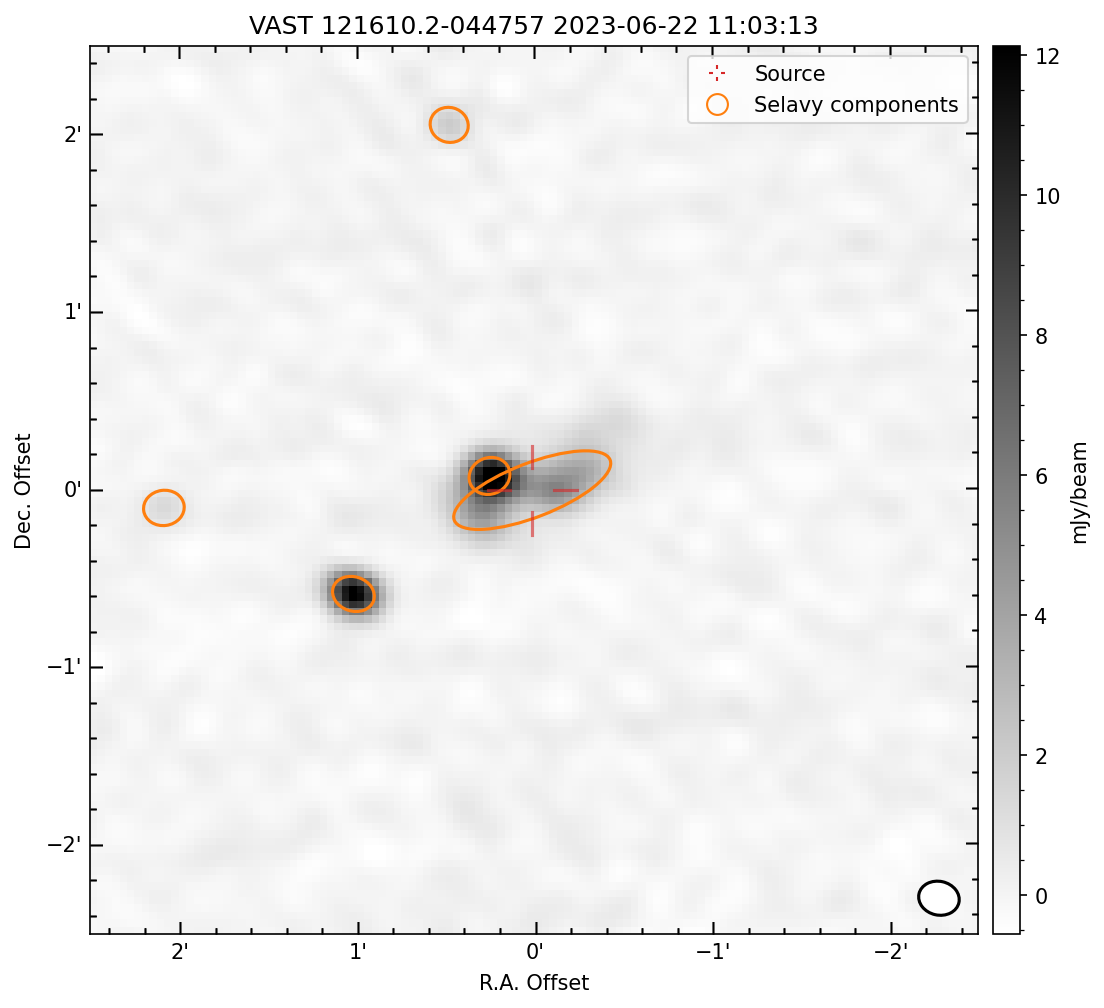 VAST 121610.2-044757 2023-06-22 11:03:13
Source
Selavy components
2'
1'
0'
−1'
−2'
Dec. Offset
2'
1'
0'
−1'
−2'
R.A. Offset
12
10
8
6
4
2
0
mJy/beam